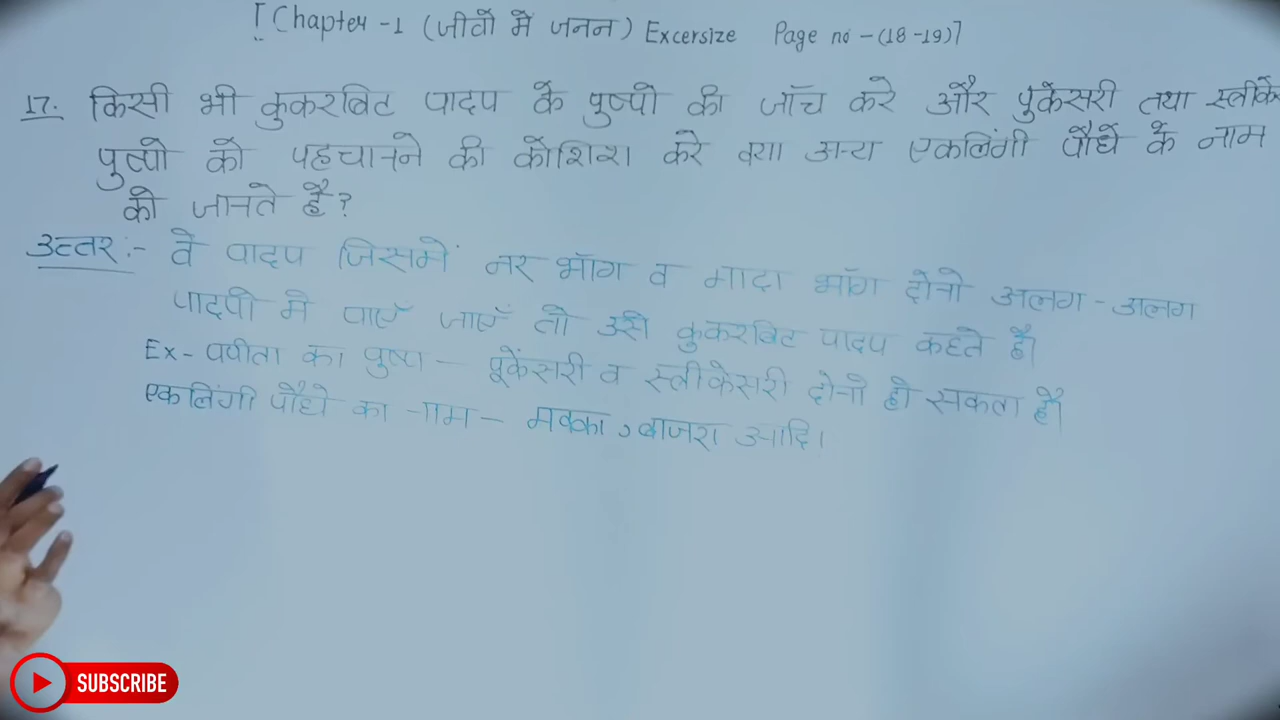 [Chapter -1 (जीवों में जनन) Excersize Page no - (18-19)]
17. किसी भी कुकरबिट पादप के पुष्पो की जाँच करे और पुंकेसरी तथा स्त्रीके
पुष्पो को पहचानने की कोशिश करे क्या अन्य एकलिंगी पौधे के नाम
को जानते है?
उत्तर:- वे पादप जिसमें नर भाग व मादा भाग दोनो अलग-अलग
पादपो मे पाएँ जाएँ तो उसे कुकरबिट पादप कहते है।
Ex- पपीता का पुष्प - पूकेंसरी व स्त्रीकेसरी दोनो हो सकता है।
एकलिंगी पौधे का नाम - मक्का, बाजरा आदि।
SUBSCRIBE